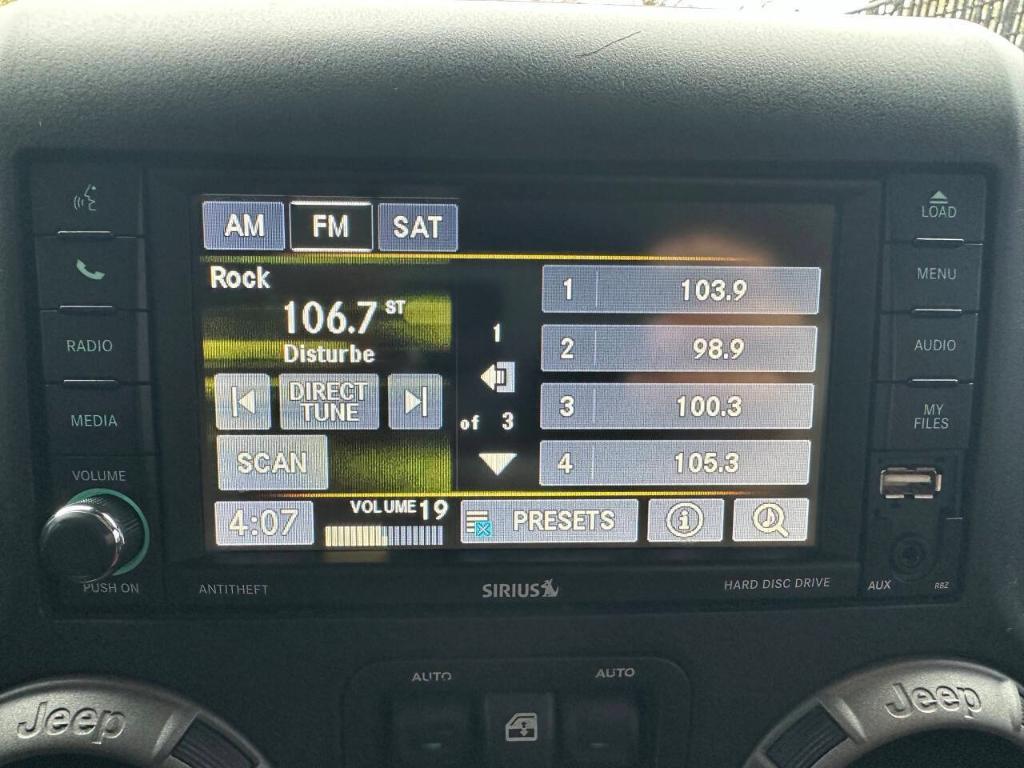 AM FM SAT
LOAD
Rock
MENU
106.7 ST
Disturbe
1 103.9
2 98.9
3 100.3
4 105.3
1
of 3
RADIO
AUDIO
DIRECT
TUNE
MEDIA
MY
FILES
SCAN
VOLUME
4:07
VOLUME 19
PRESETS
PUSH ON
ANTITHEFT
SIRIUS
HARD DISC DRIVE
AUX
RBZ
AUTO
AUTO
Jeep
Jeep